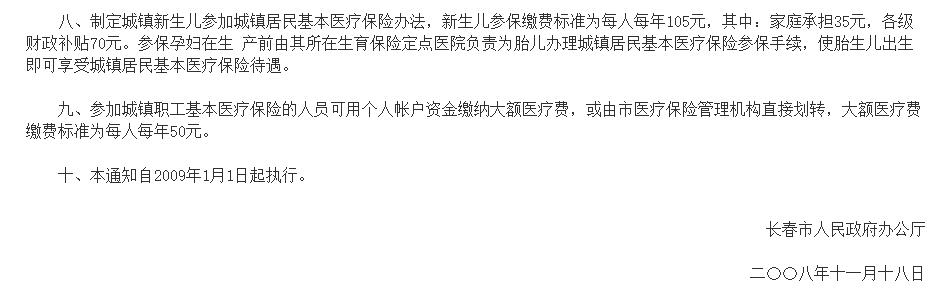 八、制定城镇新生儿参加城镇居民基本医疗保险办法，新生儿参保缴费标准为每人每年105元，其中：家庭承担35元，各级
财政补贴70元。参保孕妇在生 产前由其所在生育保险定点医院负责为胎儿办理城镇居民基本医疗保险参保手续，使胎生儿出生
即可享受城镇居民基本医疗保险待遇。
九、参加城镇职工基本医疗保险的人员可用个人帐户资金缴纳大额医疗费，或由市医疗保险管理机构直接划转，大额医疗费
缴费标准为每人每年50元。
十、本通知自2009年1月1日起执行。
长春市人民政府办公厅
二〇〇八年十一月十八日